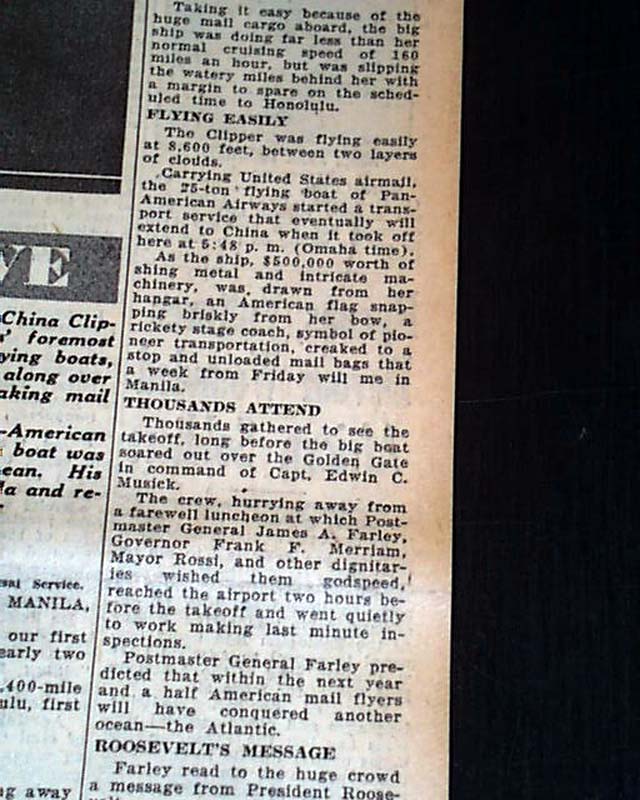 VE
China Clip-
s' foremost
ying boats,
along over
aking mail
-American
boat was
ean. His
la and re-
Service.
MANILA,
our first
early two
,400-mile
ulu, first
ng away
Taking it easy because of the
huge mail cargo aboard, the big
ship was doing far less than her
normal cruising speed of 160
miles an hour, but was slipping
the watery miles behind her with
a margin to spare on the sched-
uled time to Honolulu.
FLYING EASILY
The Clipper was flying easily
at 8,600 feet, between two layers
of clouds.
Carrying United States airmail,
the 25-ton flying boat of Pan-
American Airways started a trans-
port service that eventually will
extend to China when it took off
here at 5:48 p. m. (Omaha time).
As the ship, $500,000 worth of
shing metal and intricate ma-
chinery, was drawn from her
hangar, an American flag snap-
ping briskly from her bow, a
rickety stage coach, symbol of pio-
neer transportation, creaked to a
stop and unloaded mail bags that
a week from Friday will me in
Manila.
THOUSANDS ATTEND
Thousands gathered to see the
takeoff, long before the big boat
soared out over the Golden Gate
in command of Capt. Edwin C.
Musick.
The crew, hurrying away from
a farewell luncheon at which Post-
master General James A. Farley,
Governor Frank F. Merriam,
Mayor Rossi, and other dignitar-
ies wished them godspeed,
reached the airport two hours be-
fore the takeoff and went quietly
to work making last minute in-
spections.
Postmaster General Farley pre-
dicted that within the next year
and a half American mail flyers
will have conquered another
ocean—the Atlantic.
ROOSEVELT'S MESSAGE
Farley read to the huge crowd
a message from President Roose-